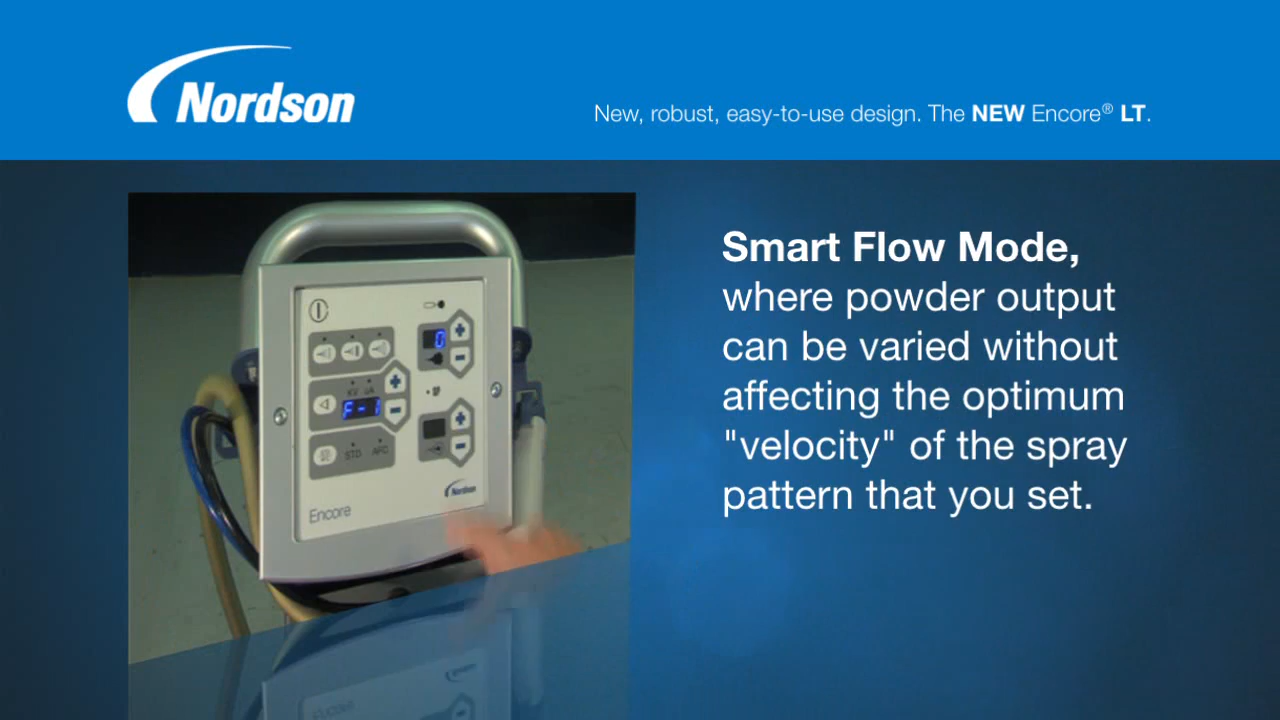 Nordson
New, robust, easy-to-use design. The NEW Encore® LT.
Smart Flow Mode,
where powder output
can be varied without
affecting the optimum
"velocity" of the spray
pattern that you set.
0
KV µA
F-1
STD AFC
Nordson
Encore